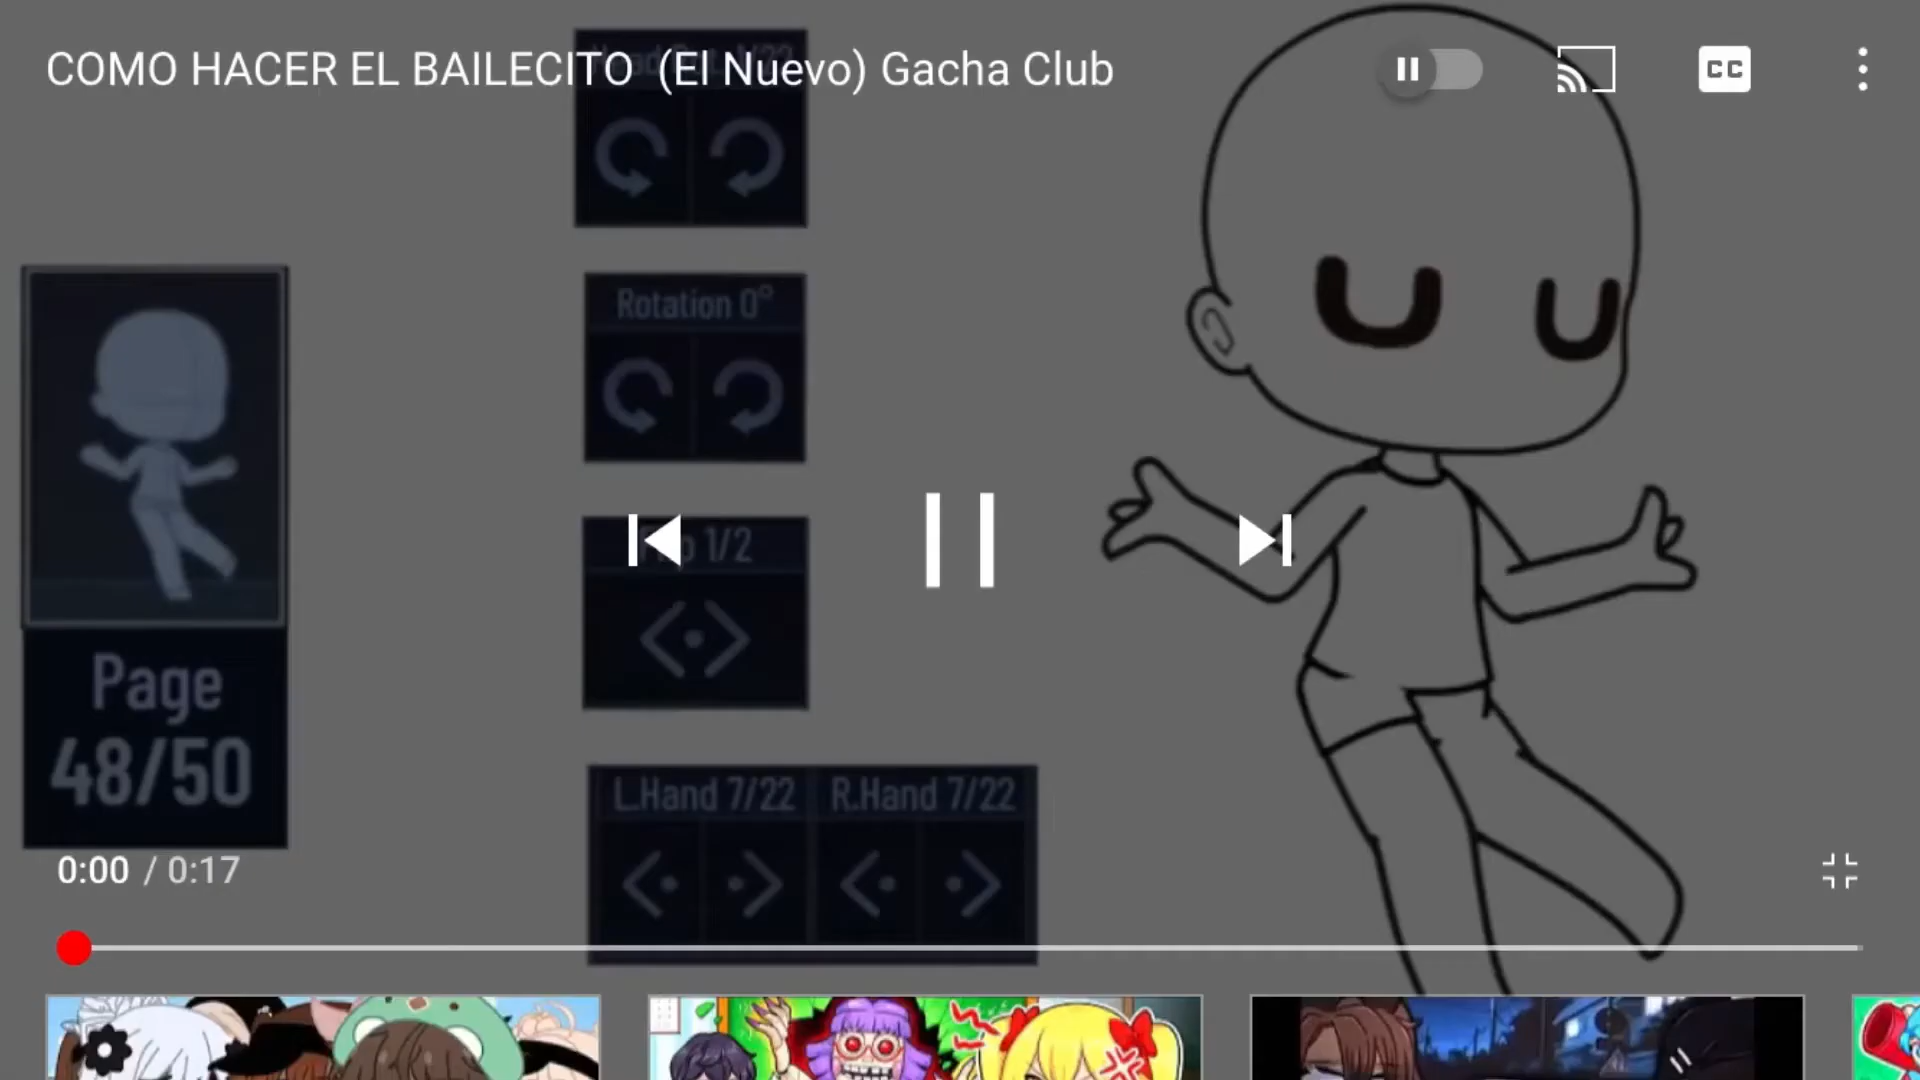 COMO HACER EL BAILECITO (El Nuevo) Gacha Club
CC
Rotation 0°
1/2
Page
48/50
L.Hand 7/22 R.Hand 7/22
0:00 / 0:17